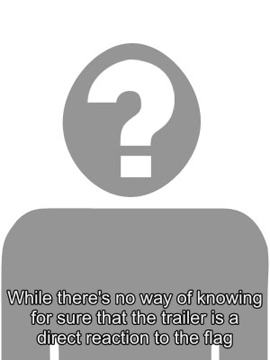 ?
While there's no way of knowing
for sure that the trailer is a
direct reaction to the flag